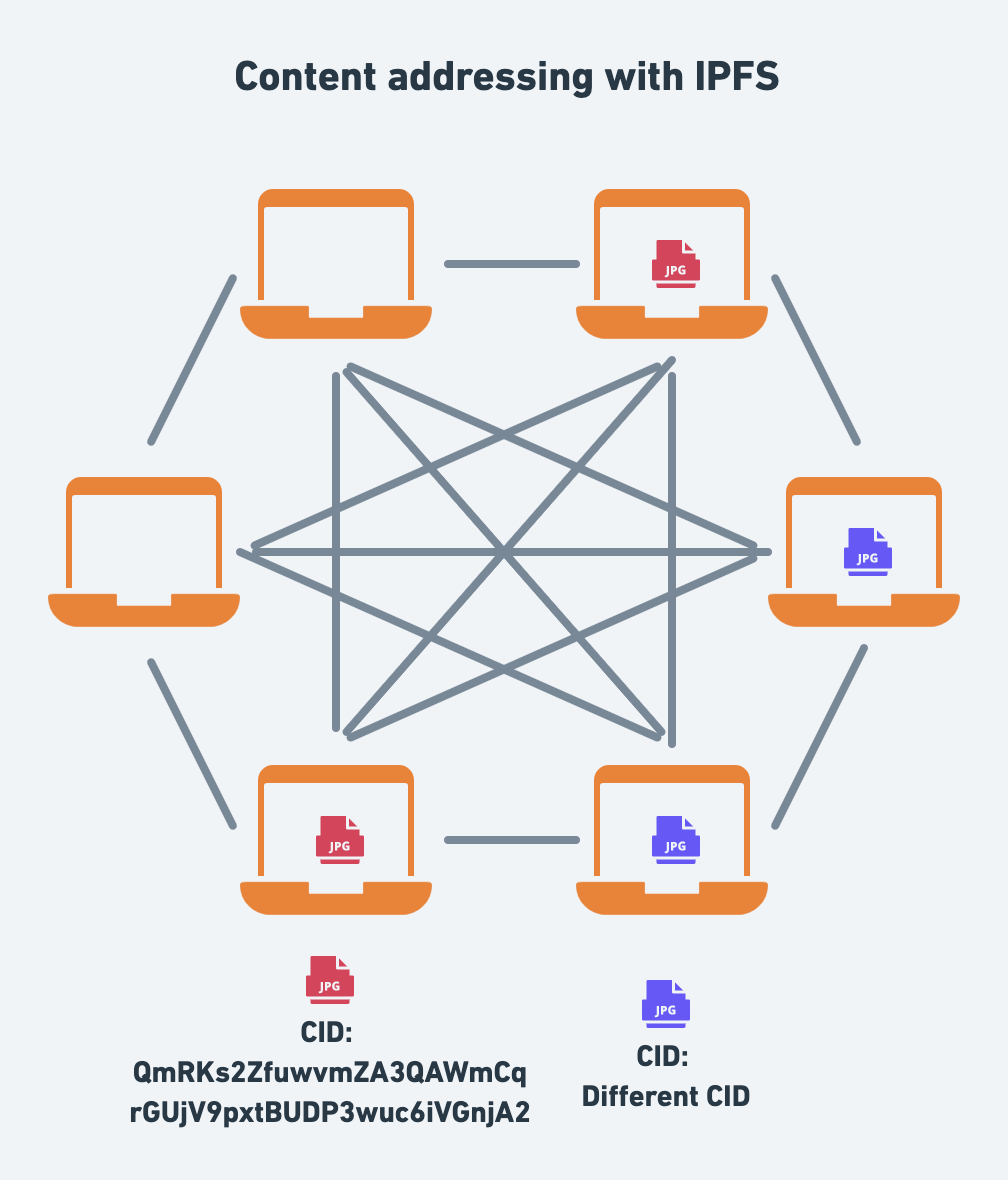 Content addressing with IPFS
JPG
JPG
JPG
JPG
JPG
CID:
QmRKs2ZfuwvmZA3QAWmCq
rGUjV9pxtBUDP3wuc6iVGnjA2
JPG
CID:
Different CID